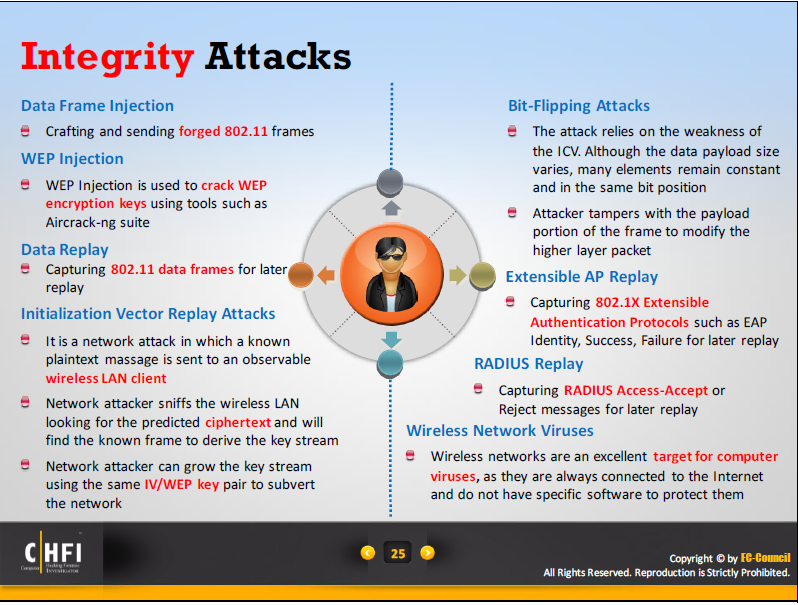 Integrity Attacks
Data Frame Injection
Crafting and sending forged 802.11 frames
WEP Injection
WEP Injection is used to crack WEP
encryption keys using tools such as
Aircrack-ng suite
Data Replay
Capturing 802.11 data frames for later
replay
Initialization Vector Replay Attacks
It is a network attack in which a known
plaintext massage is sent to an observable
wireless LAN client
Network attacker sniffs the wireless LAN
looking for the predicted ciphertext and will
find the known frame to derive the key stream
Network attacker can grow the key stream
using the same IV/WEP key pair to subvert
the network
Bit-Flipping Attacks
The attack relies on the weakness of
the ICV. Although the data payload size
varies, many elements remain constant
and in the same bit position
Attacker tampers with the payload
portion of the frame to modify the
higher layer packet
Extensible AP Replay
Capturing 802.1X Extensible
Authentication Protocols such as EAP
Identity, Success, Failure for later replay
RADIUS Replay
Capturing RADIUS Access-Accept or
Reject messages for later replay
Wireless Network Viruses
Wireless networks are an excellent target for computer
viruses, as they are always connected to the Internet
and do not have specific software to protect them
CHFI
Computer Hacking Forensic
INVESTIGATOR
25
Copyright © by EC-Council
All Rights Reserved. Reproduction is Strictly Prohibited.